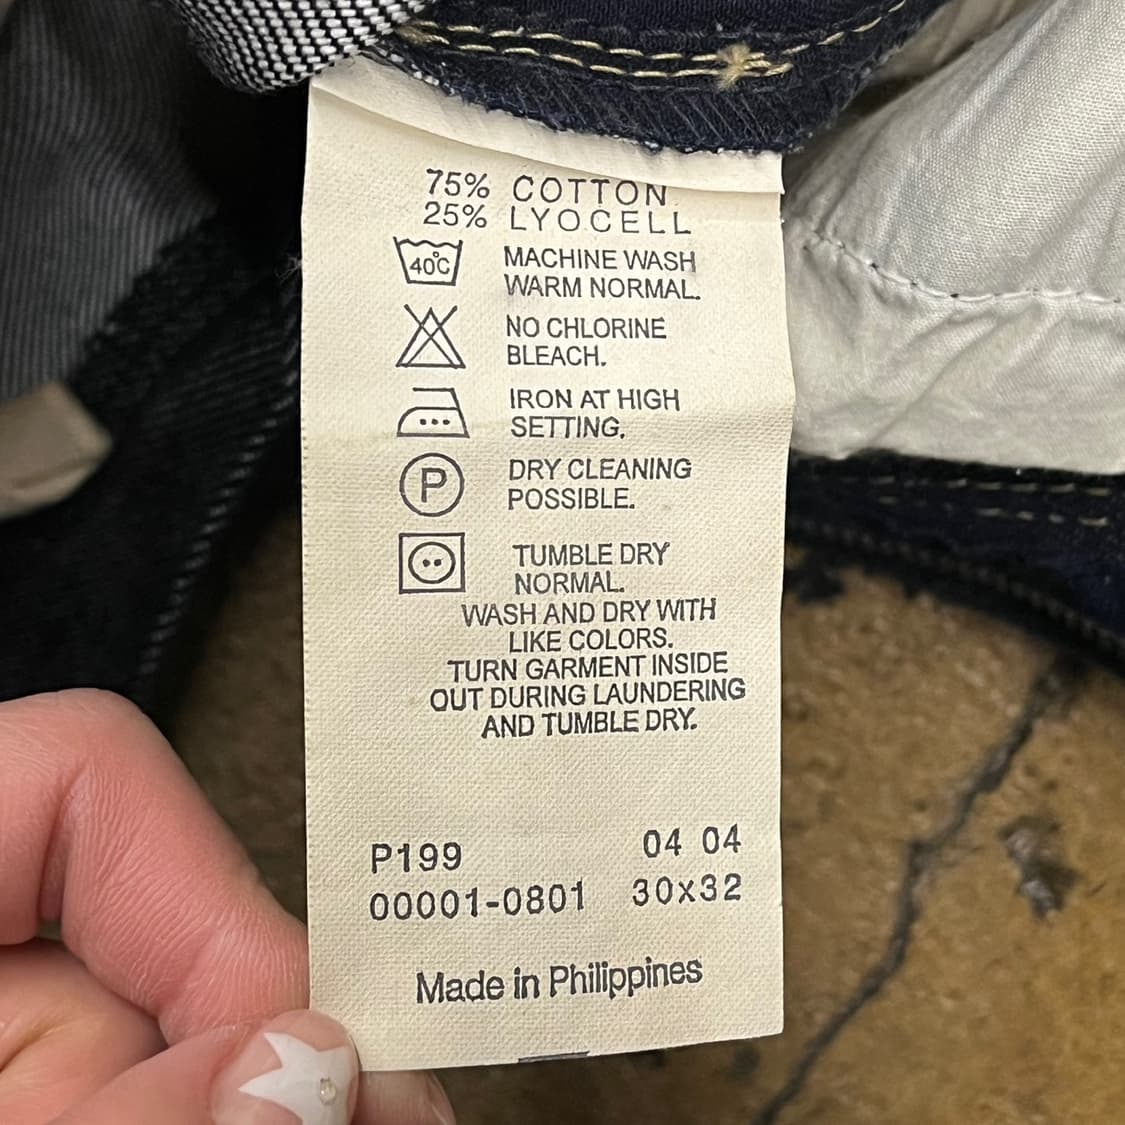 75% COTTON
25% LYOCELL
40°C MACHINE WASH
WARM NORMAL.
NO CHLORINE
BLEACH.
IRON AT HIGH
SETTING.
P DRY CLEANING
POSSIBLE.
TUMBLE DRY
NORMAL.
WASH AND DRY WITH
LIKE COLORS.
TURN GARMENT INSIDE
OUT DURING LAUNDERING
AND TUMBLE DRY.
P199 04 04
00001-0801 30x32
Made in Philippines